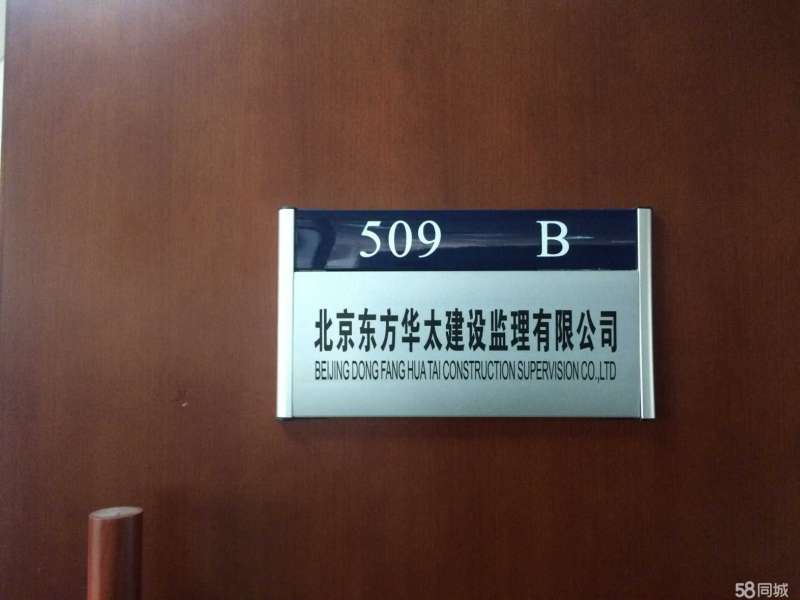 509 B
北京东方华太建设监理有限公司
BEIJING DONG FANG HUA TAI CONSTRUCTION SUPERVISION CO.,LTD
58同城